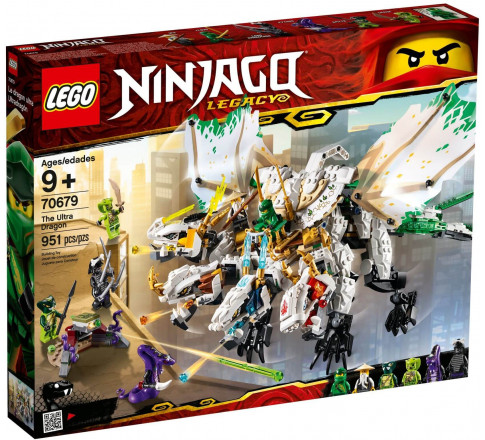 LEGO
NINJAGO
LEGACY
Ages/edades
9+
70679
The Ultra
Dragon
951 pcs/pzs